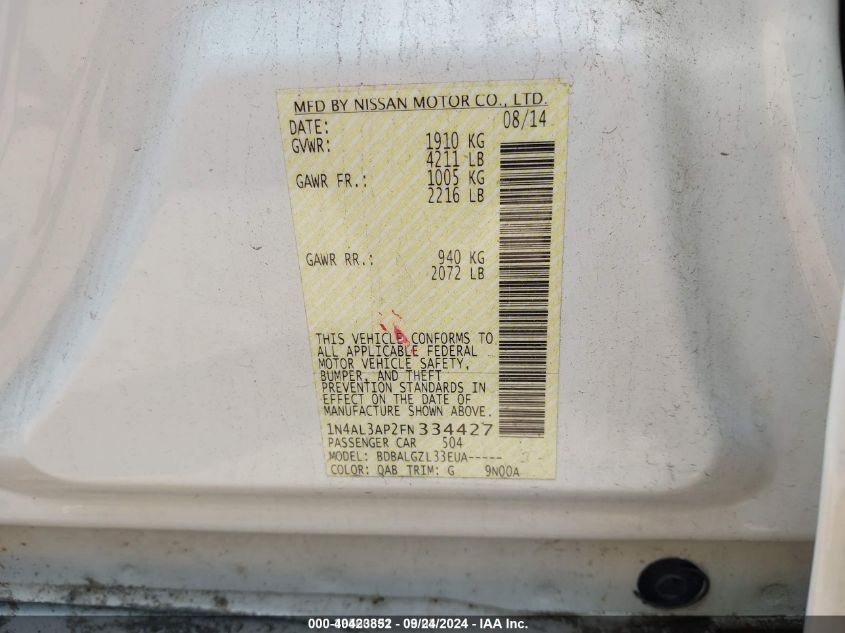 MFD BY NISSAN MOTOR CO., LTD.
DATE: 08/14
GVWR: 1910 KG
4211 LB
GAWR FR.: 1005 KG
2216 LB
GAWR RR.: 940 KG
2072 LB
THIS VEHICLE CONFORMS TO
ALL APPLICABLE FEDERAL
MOTOR VEHICLE SAFETY,
BUMPER, AND THEFT
PREVENTION STANDARDS IN
EFFECT ON THE DATE OF
MANUFACTURE SHOWN ABOVE.
1N4AL3AP2FN334427
PASSENGER CAR 504
MODEL: BDBALGZL33EUA----- 3-
COLOR: QAB TRIM: G 9N00A
000-40423852 - 09/24/2024 - IAA Inc.